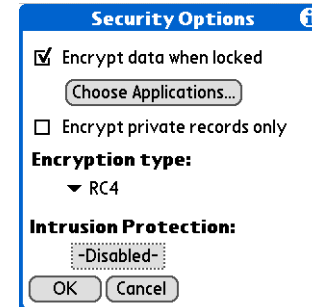 Security Options
Encrypt data when locked
Choose Applications...
Encrypt private records only
Encryption type:
RC4
Intrusion Protection:
-Disabled-
OK Cancel